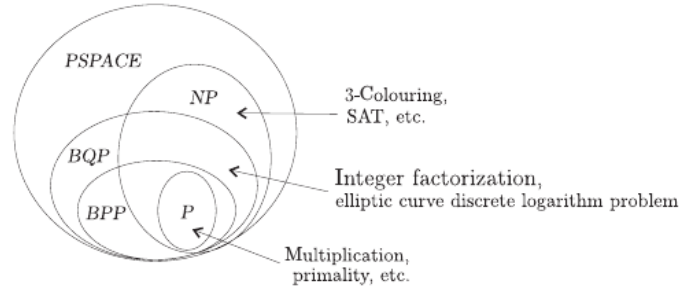 PSPACE
NP
3-Colouring,
SAT, etc.
BQP
Integer factorization,
elliptic curve discrete logarithm problem
BPP
P
Multiplication,
primality, etc.